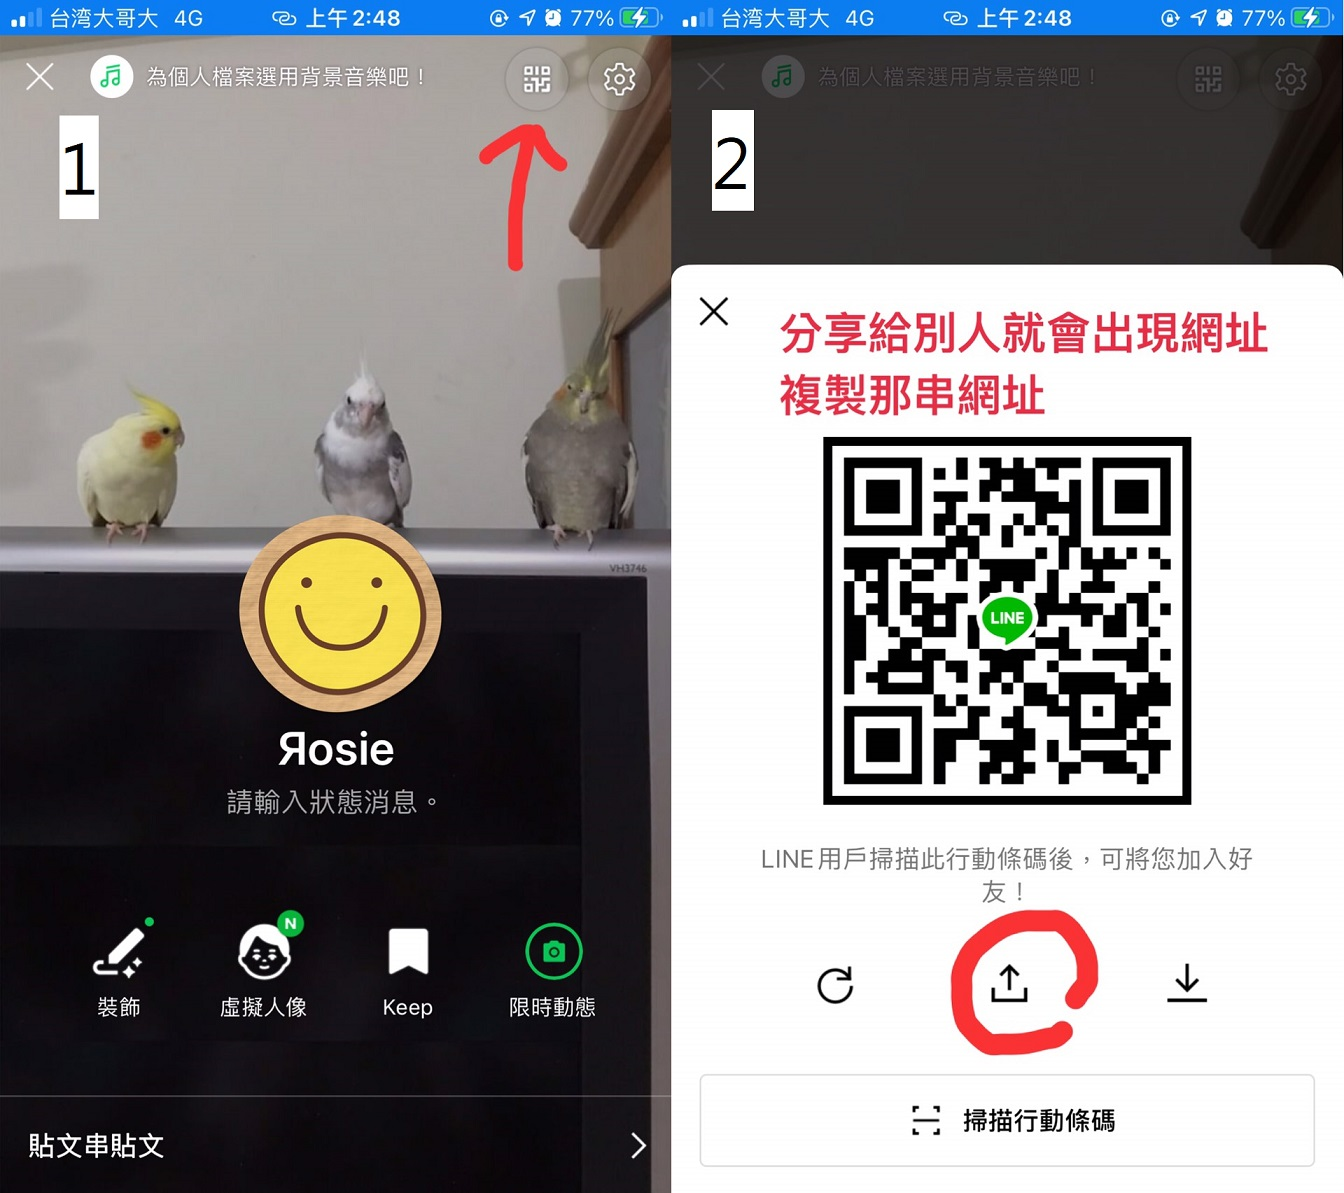 台湾大哥大 4G 上午2:48 77%
為個人檔案選用背景音樂吧！
1
VH3746
Яosie
請輸入狀態消息。
N
裝飾 虛擬人像 Keep 限時動態
貼文串貼文
台湾大哥大 4G 上午2:48 77%
為個人檔案選用背景音樂吧！
2
分享給別人就會出現網址
複製那串網址
LINE
LINE用戶掃描此行動條碼後，可將您加入好
友！
掃描行動條碼